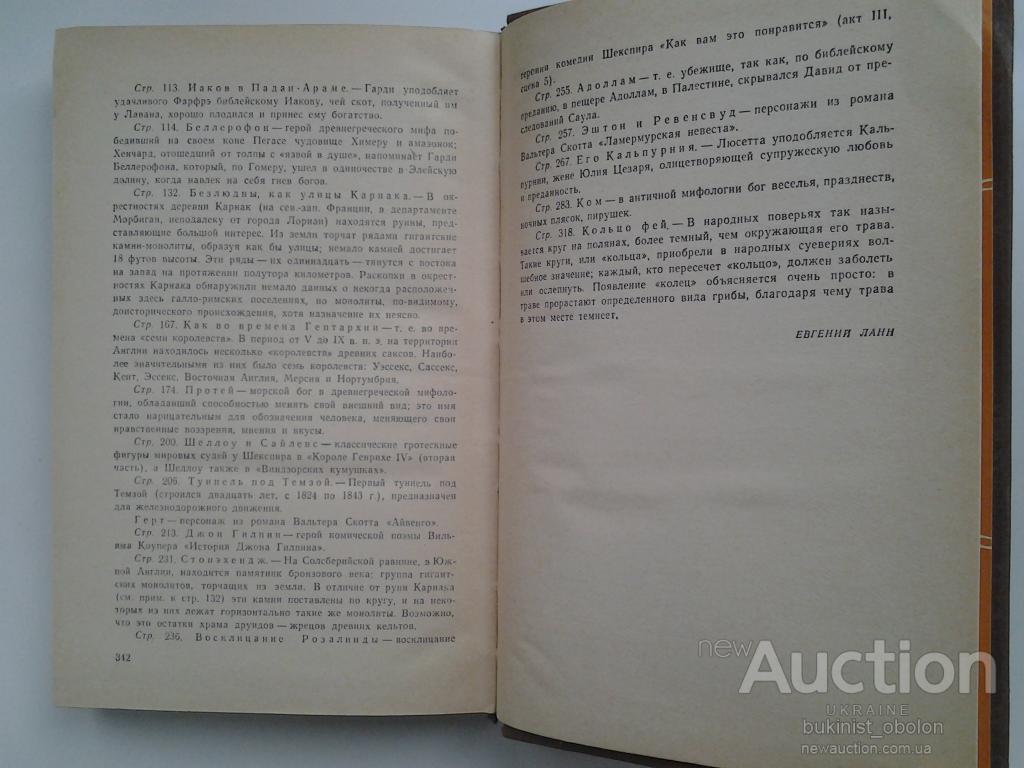 Стр. 113. Иаков в Падан-Араме. — Гарди уподобляет
удачливого Фарфрэ библейскому Иакову, чей скот, полученный им
у Лавана, хорошо плодился и принес ему богатство.
Стр. 114. Беллерофон — герой древнегреческого мифа по-
бедивший на своем коне Пегасе чудовище Химеру и амазонок;
Хенчард, отошедший от толпы с «язвой в душе», напоминает Гарди
Беллерофона, который, по Гомеру, ушел в одиночестве в Элейскую
долину, когда навлек на себя гнев богов.
Стр. 132. Безлюдны, как улицы Карнака. — В ок-
рестностях деревни Карнак (на сев.-зап. Франции, в департаменте
Морбиган, неподалеку от города Лориан) находятся руины, пред-
ставляющие большой интерес. Из земли торчат рядами гигантские
камни-монолиты, образуя как бы улицы; немало камней достигает
18 футов высоты. Эти ряды — их одиннадцать — тянутся с востока
на запад на протяжении полутора километров. Раскопки в окрест-
ностях Карнака обнаружили немало данных о некогда расположен-
ных здесь галло-римских поселениях, но монолиты, по-видимому,
доисторического происхождения, хотя назначение их неясно.
Стр. 167. Как во времена Гептархии — т. е. во вре-
мена «семи королевств». В период от V до IX в. н. э. на территории
Англии находилось несколько «королевств» древних саксов. Наибо-
лее значительными из них было семь королевств: Уэссекс, Сассекс,
Кент, Эссекс, Восточная Англия, Мерсия и Нортумбрия.
Стр. 174. Протей — морской бог в древнегреческой мифоло-
гии, обладавший способностью менять свой внешний вид; это имя
стало нарицательным для обозначения человека, меняющего свои
нравственные воззрения, мнения и вкусы.
Стр. 200. Шеллоу и Сайленс — классические гротескные
фигуры мировых судей у Шекспира в «Короле Генрихе IV» (вторая
часть), а Шеллоу также в «Виндзорских кумушках».
Стр. 206. Туннель под Темзой. — Первый туннель под
Темзой (строился двадцать лет, с 1824 по 1843 г.), предназначен
для железнодорожного движения.
Герт — персонаж из романа Вальтера Скотта «Айвенго».
Стр. 213. Джон Гилпин — герой комической поэмы Виль-
яма Коупера «История Джона Гилпина».
Стр. 231. Стонэхендж. — На Солсберийской равнине, в Юж-
ной Англии, находится памятник бронзового века: группа гигант-
ских монолитов, торчащих из земли. В отличие от руин Карнака
(см. прим. к стр. 132) эти камни поставлены по кругу, и на неко-
торых из них лежат горизонтально такие же монолиты. Возможно,
что это остатки храма друидов — жрецов древних кельтов.
Стр. 236. Восклицание Розалинды — восклицание
342
героини комедии Шекспира «Как вам это понравится» (акт III,
сцена 5).
Стр. 255. Адоллам — т. е. убежище, так как, по библейскому
преданию, в пещере Адоллам, в Палестине, скрывался Давид от пре-
следований Саула.
Стр. 257. Эштон и Ревенсвуд — персонажи из романа
Вальтера Скотта «Ламермурская невеста».
Стр. 267. Его Кальпурния. — Люсетта уподобляется Каль-
пурнии, жене Юлия Цезаря, олицетворяющей супружескую любовь
и преданность.
Стр. 283. Ком — в античной мифологии бог веселья, празднеств,
ночных плясок, пирушек.
Стр. 318. Кольцо фей. — В народных поверьях так назы-
вается круг на полянах, более темный, чем окружающая его трава.
Такие круги, или «кольца», приобрели в народных суевериях вол-
шебное значение; каждый, кто пересечет «кольцо», должен заболеть
или ослепнуть. Появление «колец» объясняется очень просто: в
траве прорастают определенного вида грибы, благодаря чему трава
в этом месте темнеет.
ЕВГЕНИЙ ЛАНН
new Auction
UKRAINE
bukinist_obolon
newauction.com.ua